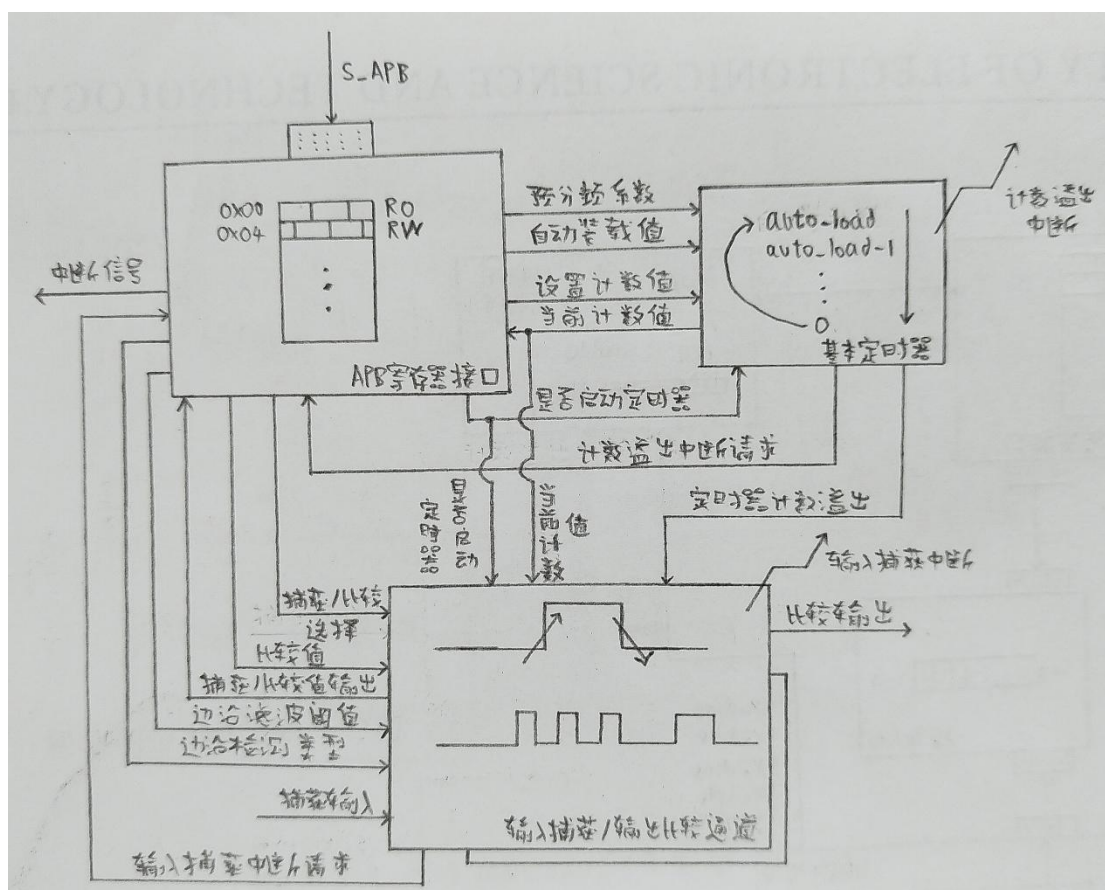 TY OF ELECTRONIC SCIENCE AND TECHNOLOGY
S_APB
0x00 RO
0x04 RW
APB寄存器接口
中断信号
预分频系数
自动装载值
设置计数值
当前计数值
auto_load
auto_load-1
0
基本定时器
计数溢出
中断
是否启动定时器
计数溢出中断请求
定时器计数溢出
是否启动
定时器
当前计数
值
输入捕获中断
比较输出
捕获/比较
选择
比较值
捕获/比较值输出
边沿滤波阈值
边沿检测类型
捕获输入
输入捕获/输出比较通道
输入捕获中断请求